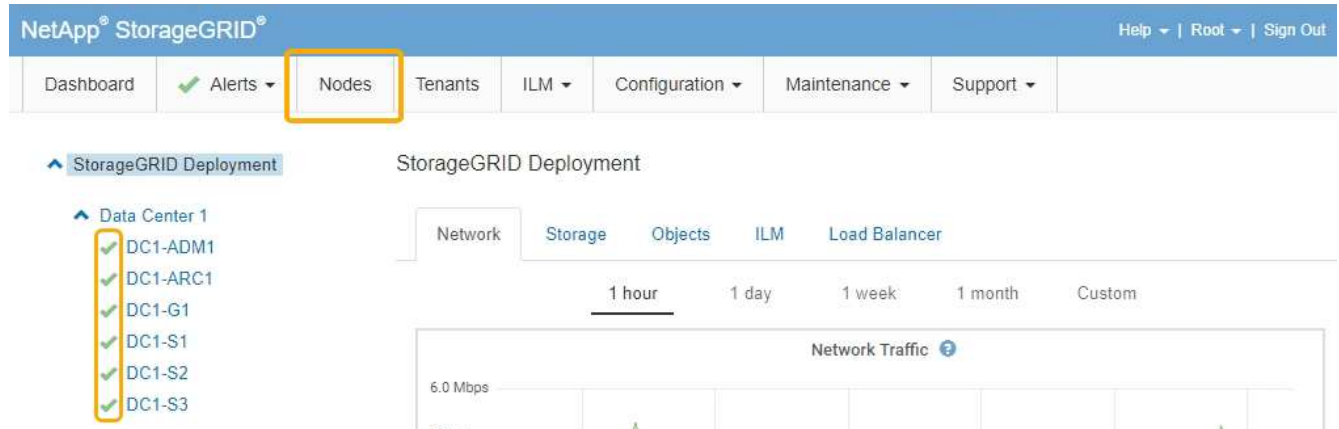 NetApp® StorageGRID®
Help | Root | Sign Out
Dashboard Alerts Nodes Tenants ILM Configuration Maintenance Support
StorageGRID Deployment
StorageGRID Deployment
Data Center 1
Network Storage Objects ILM Load Balancer
DC1-ADM1
DC1-ARC1
1 hour 1 day 1 week 1 month Custom
DC1-G1
DC1-S1
Network Traffic
DC1-S2
6.0 Mbps
DC1-S3